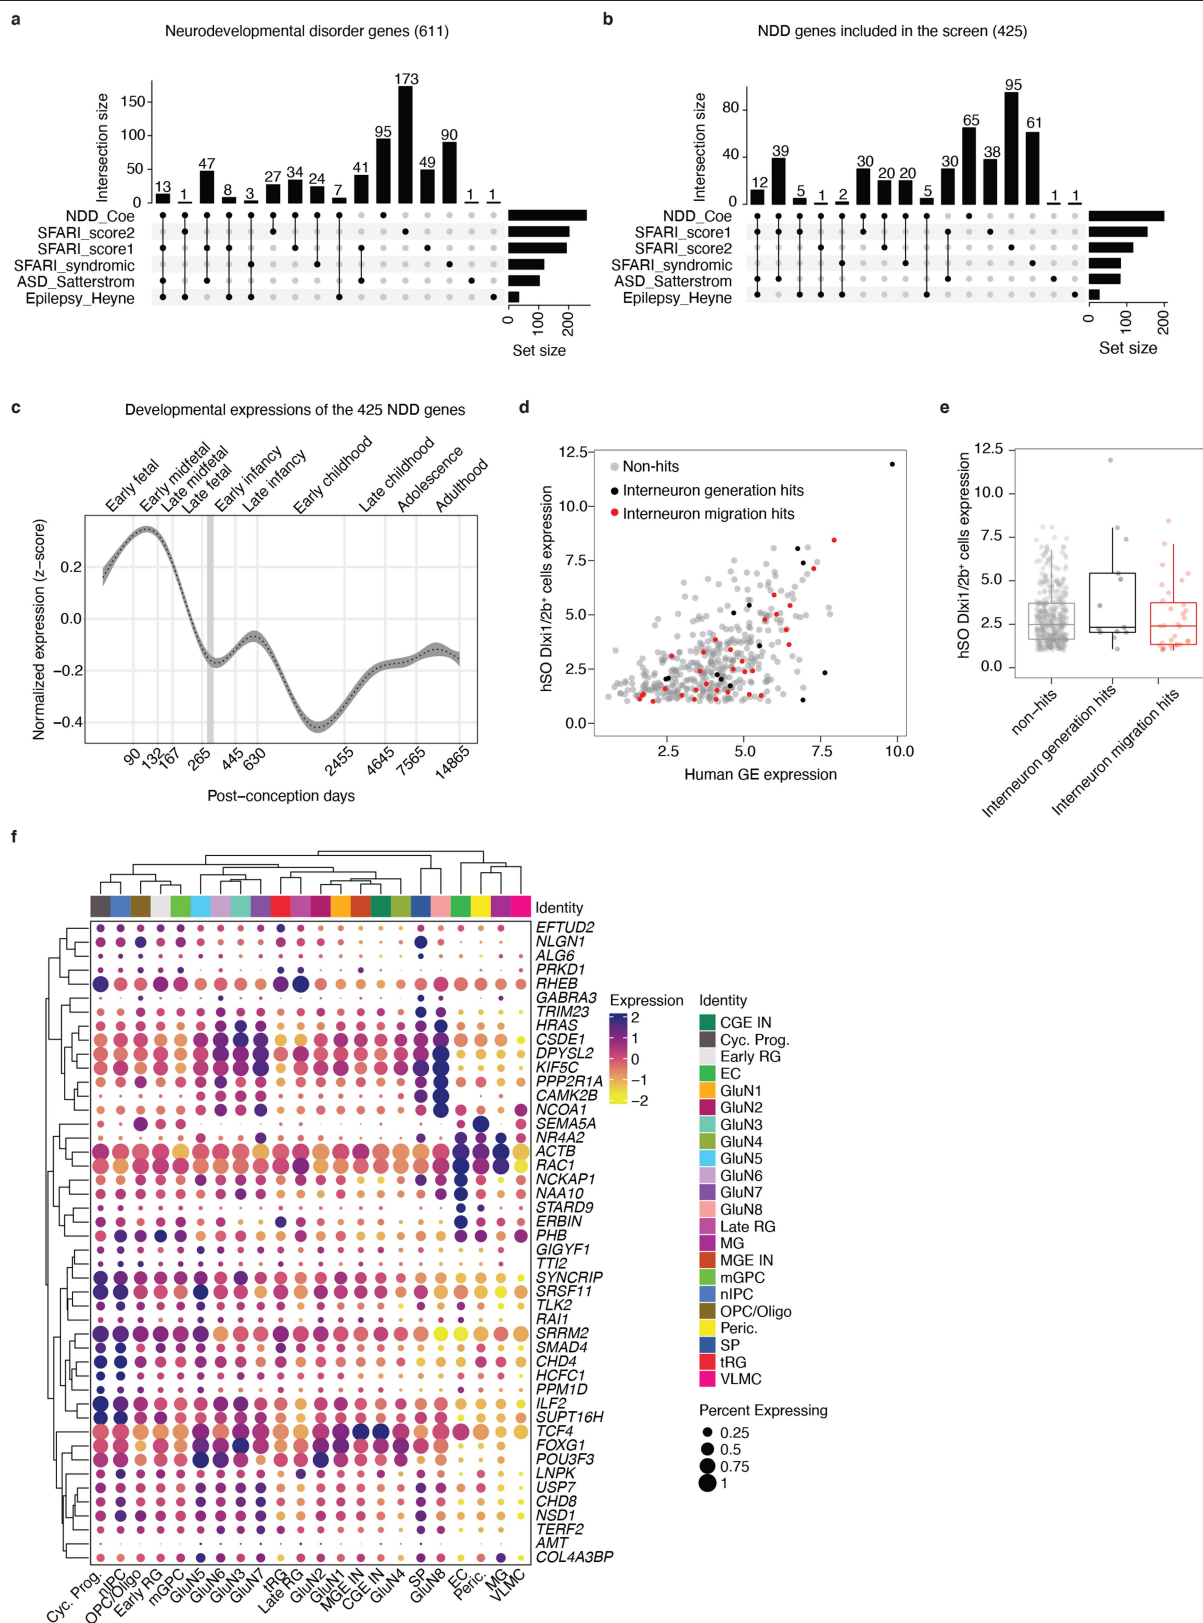 a
Neurodevelopmental disorder genes (611)
Intersection size
150
100
50
0
13 1 47 8 3 27 34 24 7 41 95 173 49 90 1 1
NDD_Coe
SFARI_score2
SFARI_score1
SFARI_syndromic
ASD_Satterstrom
Epilepsy_Heyne
0 100 200
Set size
b
NDD genes included in the screen (425)
Intersection size
80
40
0
12 39 5 1 2 30 20 20 5 30 65 38 95 61 1 1
NDD_Coe
SFARI_score1
SFARI_score2
SFARI_syndromic
ASD_Satterstrom
Epilepsy_Heyne
0 100 200
Set size
c
Developmental expressions of the 425 NDD genes
Early fetal
Early midfetal
Late midfetal
Late fetal
Early infancy
Late infancy
Early childhood
Late childhood
Adolescence
Adulthood
Normalized expression (z−score)
0.2
0.0
−0.2
−0.4
90 132 167 265 445 630 2455 4645 7565 14865
Post−conception days
d
hSO Dlxi1/2b⁺ cells expression
12.5
10.0
7.5
5.0
2.5
0.0
Non-hits
Interneuron generation hits
Interneuron migration hits
2.5 5.0 7.5 10.0
Human GE expression
e
hSO Dlxi1/2b⁺ cells expression
12.5
10.0
7.5
5.0
2.5
0.0
non−hits
Interneuron generation hits
Interneuron migration hits
f
Identity
EFTUD2
NLGN1
ALG6
PRKD1
RHEB
GABRA3
TRIM23
HRAS
CSDE1
DPYSL2
KIF5C
PPP2R1A
CAMK2B
NCOA1
SEMA5A
NR4A2
ACTB
RAC1
NCKAP1
NAA10
STARD9
ERBIN
PHB
GIGYF1
TTI2
SYNCRIP
SRSF11
TLK2
RAI1
SRRM2
SMAD4
CHD4
HCFC1
PPM1D
ILF2
SUPT16H
TCF4
FOXG1
POU3F3
LNPK
USP7
CHD8
NSD1
TERF2
AMT
COL4A3BP
Cyc. Prog.
nIPC
OPC/Oligo
Early RG
mGPC
GluN5
GluN6
GluN3
GluN7
tRG
Late RG
GluN2
GluN1
MGE IN
CGE IN
GluN4
SP
GluN8
EC
Peric.
MG
VLMC
Expression
2
1
0
−1
−2
Identity
CGE IN
Cyc. Prog.
Early RG
EC
GluN1
GluN2
GluN3
GluN4
GluN5
GluN6
GluN7
GluN8
Late RG
MG
MGE IN
mGPC
nIPC
OPC/Oligo
Peric.
SP
tRG
VLMC
Percent Expressing
0.25
0.5
0.75
1